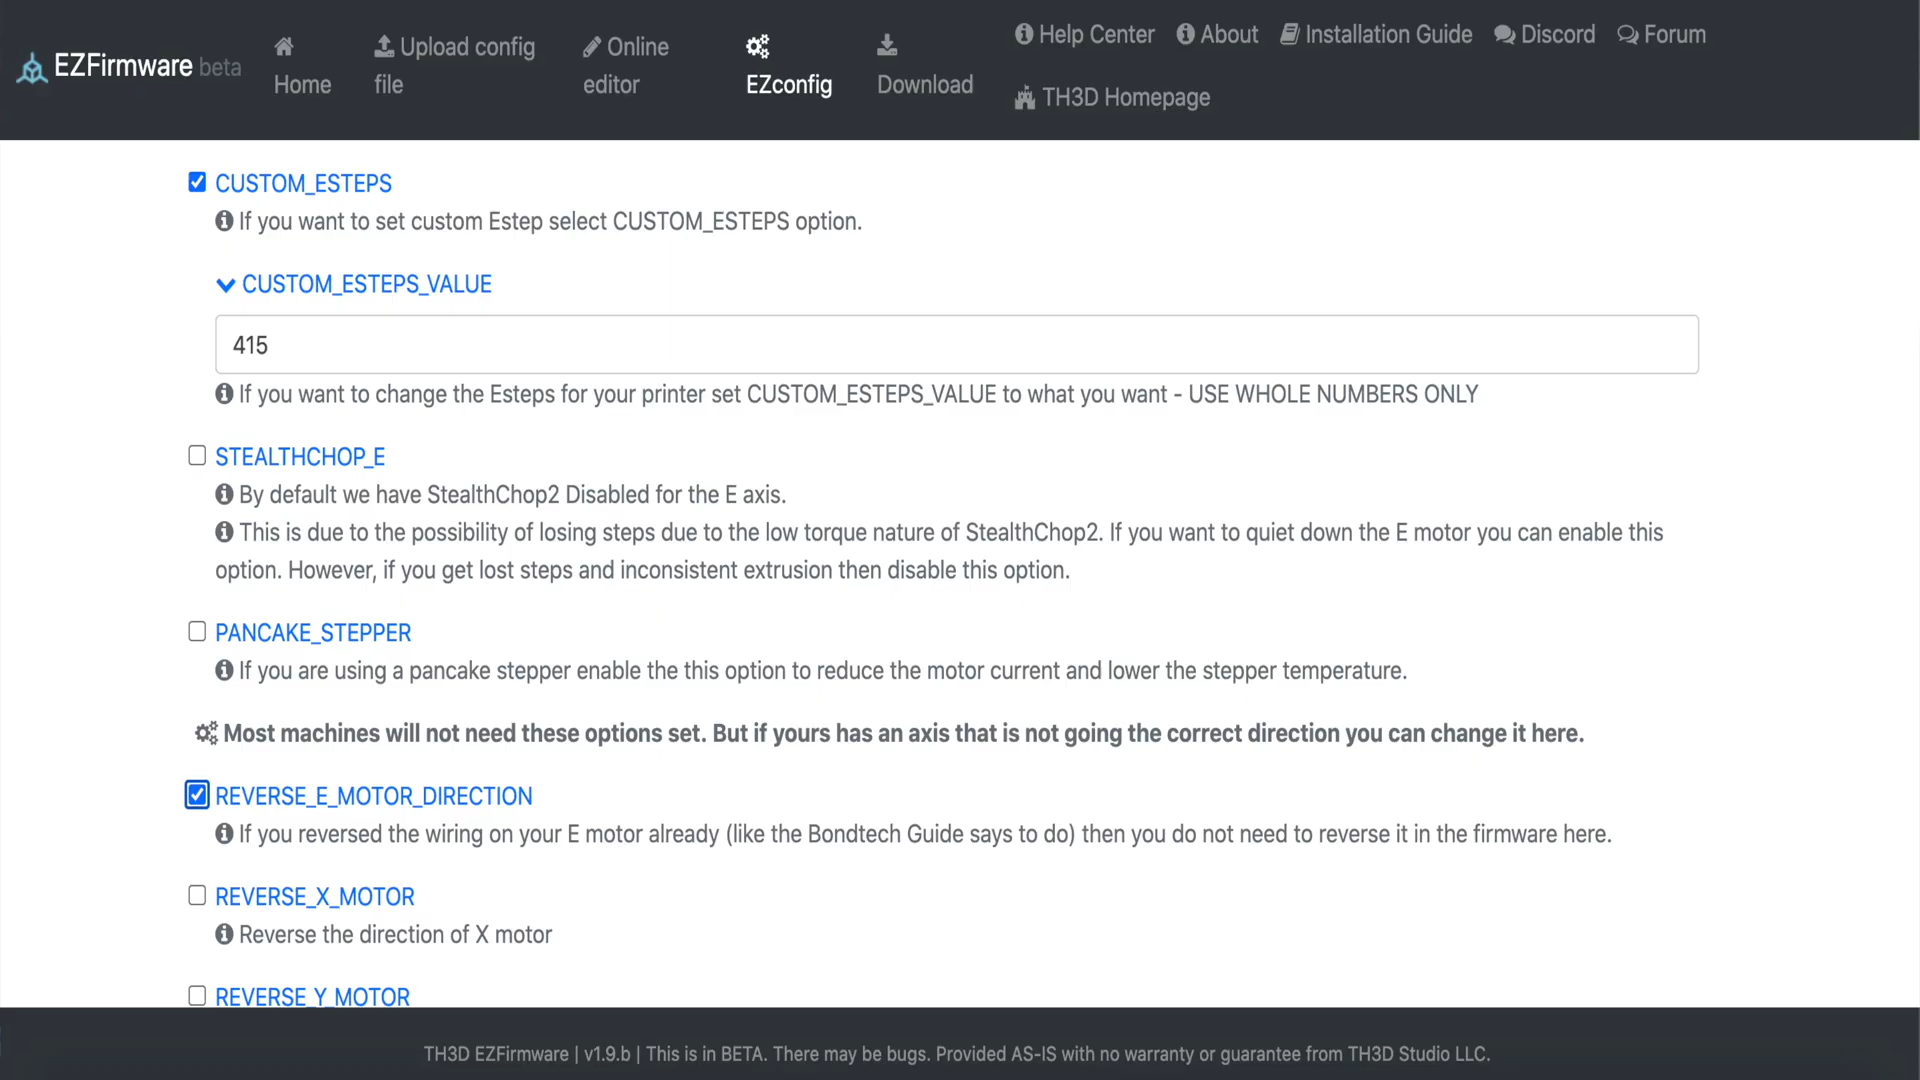 EZFirmware beta
Home
Upload config
file
Online
editor
EZconfig
Download
Help Center
About
Installation Guide
Discord
Forum
TH3D Homepage
CUSTOM_ESTEPS
If you want to set custom Estep select CUSTOM_ESTEPS option.
CUSTOM_ESTEPS_VALUE
415
If you want to change the Esteps for your printer set CUSTOM_ESTEPS_VALUE to what you want - USE WHOLE NUMBERS ONLY
STEALTHCHOP_E
By default we have StealthChop2 Disabled for the E axis.
This is due to the possibility of losing steps due to the low torque nature of StealthChop2. If you want to quiet down the E motor you can enable this
option. However, if you get lost steps and inconsistent extrusion then disable this option.
PANCAKE_STEPPER
If you are using a pancake stepper enable the this option to reduce the motor current and lower the stepper temperature.
Most machines will not need these options set. But if yours has an axis that is not going the correct direction you can change it here.
REVERSE_E_MOTOR_DIRECTION
If you reversed the wiring on your E motor already (like the Bondtech Guide says to do) then you do not need to reverse it in the firmware here.
REVERSE_X_MOTOR
Reverse the direction of X motor
REVERSE_Y_MOTOR
TH3D EZFirmware | v1.9.b | This is in BETA. There may be bugs. Provided AS-IS with no warranty or guarantee from TH3D Studio LLC.